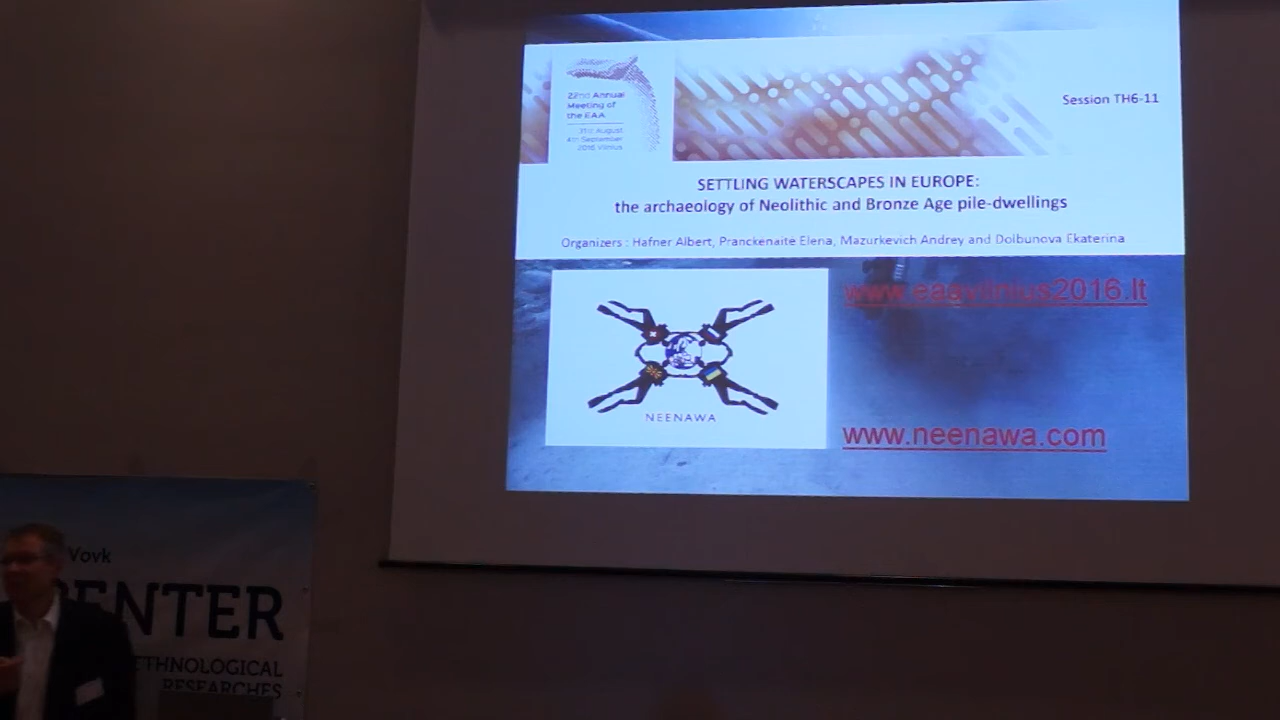 22nd Annual
Meeting of
the EAA
31st August
4th September
2016 Vilnius
Session TH6-11
SETTLING WATERSCAPES IN EUROPE:
the archaeology of Neolithic and Bronze Age pile-dwellings
Organizers : Hafner Albert, Pranckenaite Elena, Mazurkevich Andrey and Dolbunova Ekaterina
www.eaavilnius2016.lt
NEENAWA
www.neenawa.com
Vovk
ENTER
ETHNOLOGICAL
RESEARCHES